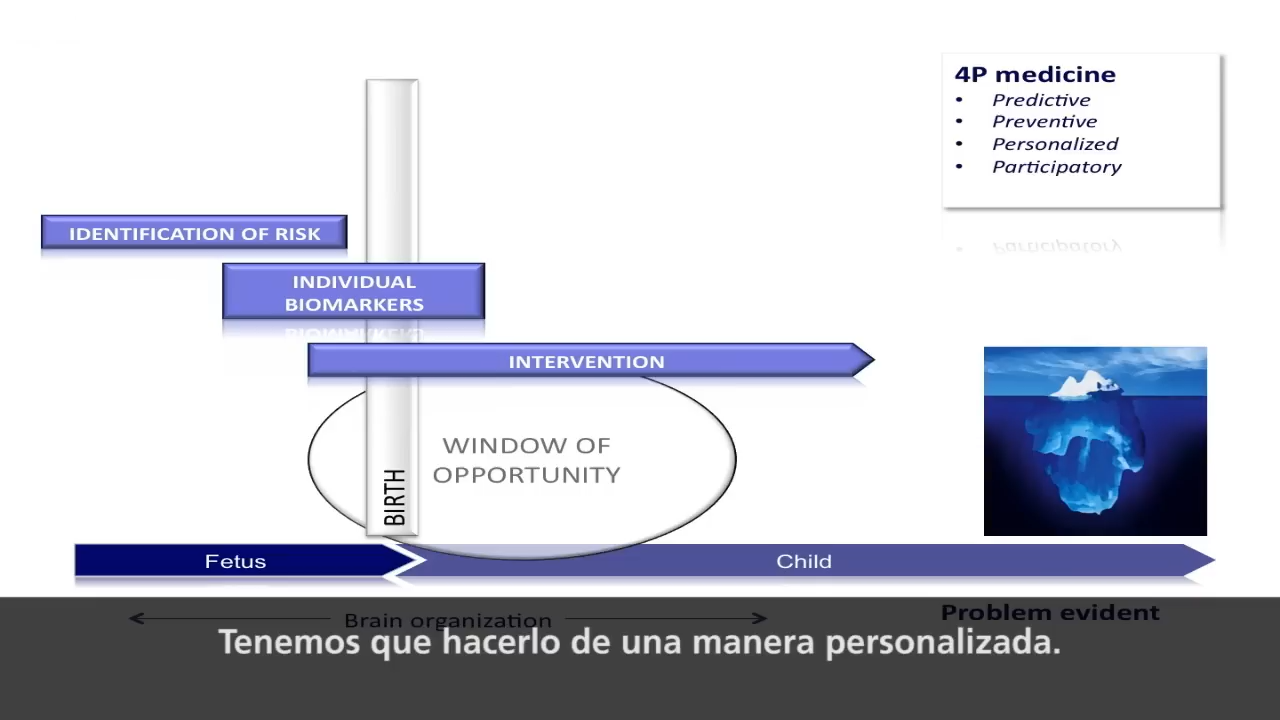 4P medicine
• Predictive
• Preventive
• Personalized
• Participatory
IDENTIFICATION OF RISK
INDIVIDUAL
BIOMARKERS
INTERVENTION
WINDOW OF
OPPORTUNITY
BIRTH
Fetus
Child
Brain organization
Problem evident
Tenemos que hacerlo de una manera personalizada.